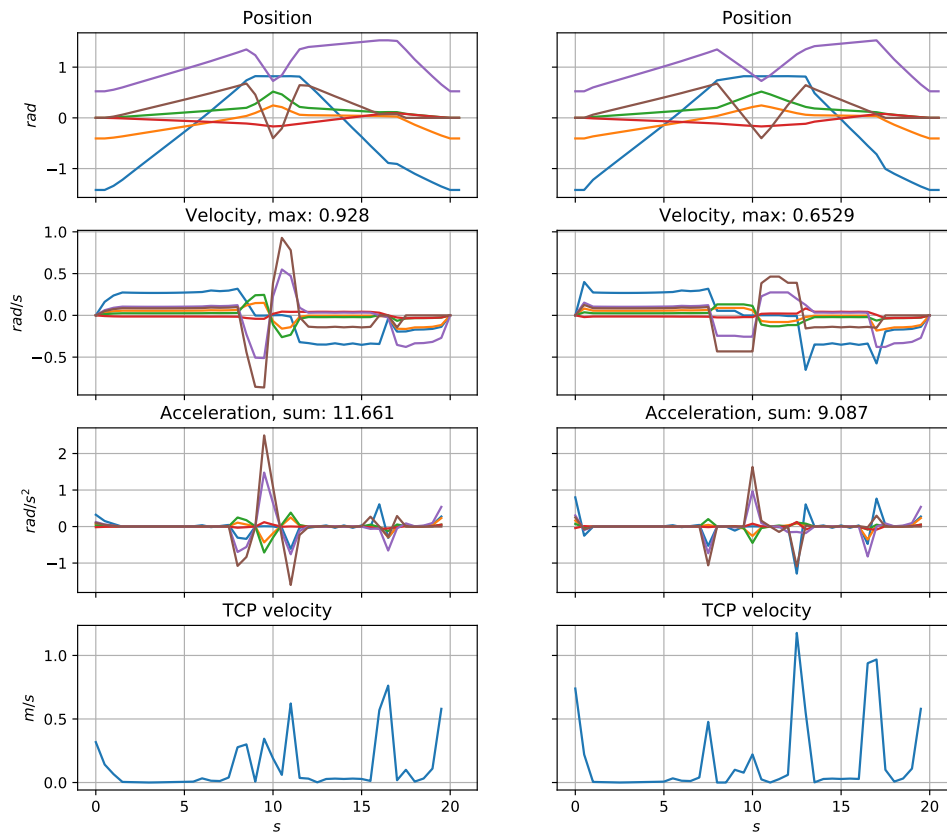 Position Position
rad
1
0
−1
Velocity, max: 0.928 Velocity, max: 0.6529
rad/s
1.0
0.5
0.0
−0.5
Acceleration, sum: 11.661 Acceleration, sum: 9.087
rad/s²
2
1
0
−1
TCP velocity TCP velocity
m/s
1.0
0.5
0.0
0 5 10 15 20 0 5 10 15 20
s s